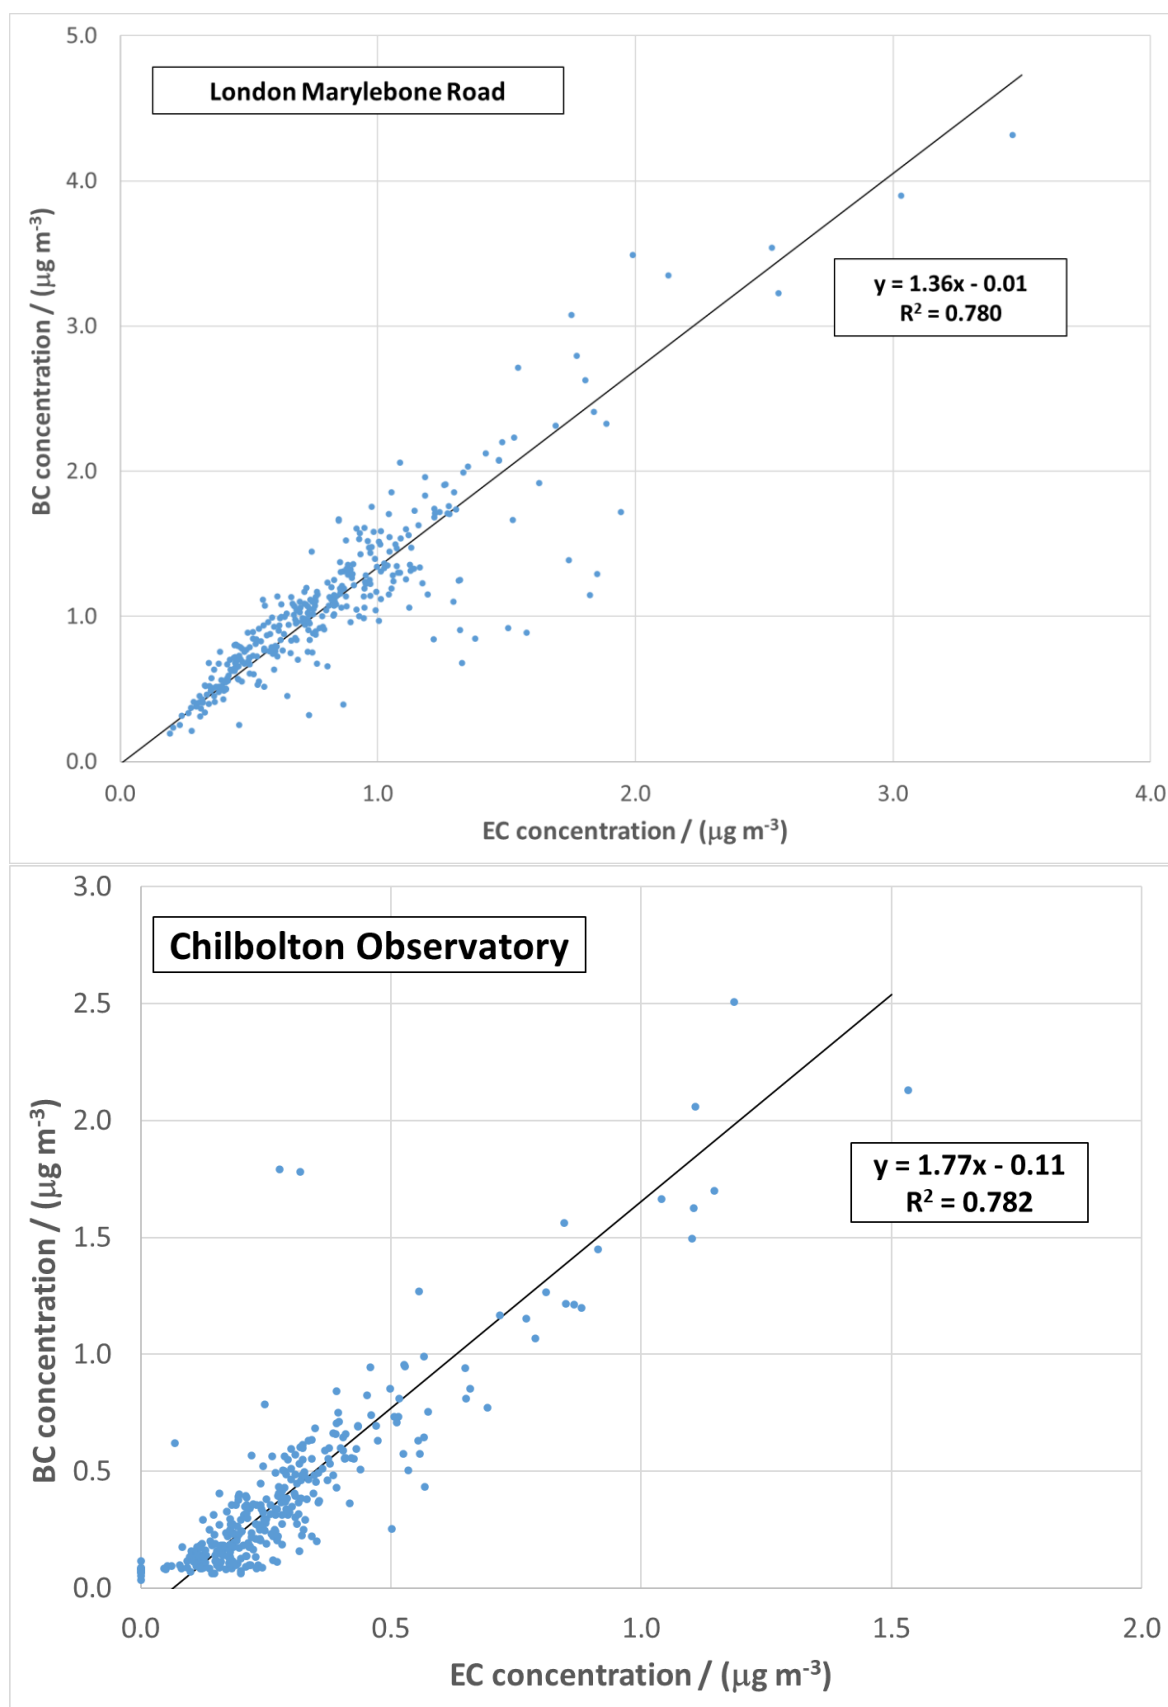 5.0
London Marylebone Road
4.0
BC concentration / (µg m-3)
y = 1.36x - 0.01
R2 = 0.780
3.0
2.0
1.0
0.0
0.0 1.0 2.0 3.0 4.0
EC concentration / (µg m-3)
3.0
Chilbolton Observatory
2.5
2.0
BC concentration / (µg m-3)
y = 1.77x - 0.11
R2 = 0.782
1.5
1.0
0.5
0.0
0.0 0.5 1.0 1.5 2.0
EC concentration / (µg m-3)